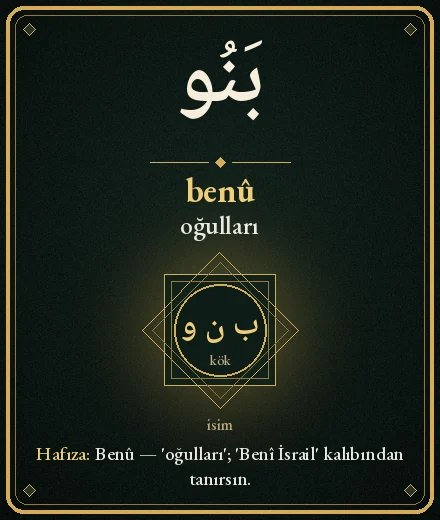 بَنُو
benû
oğulları
ب ن و
kök
isim
Hafıza: Benû — 'oğulları'; 'Benî İsrail' kalıbından
tanırsın.